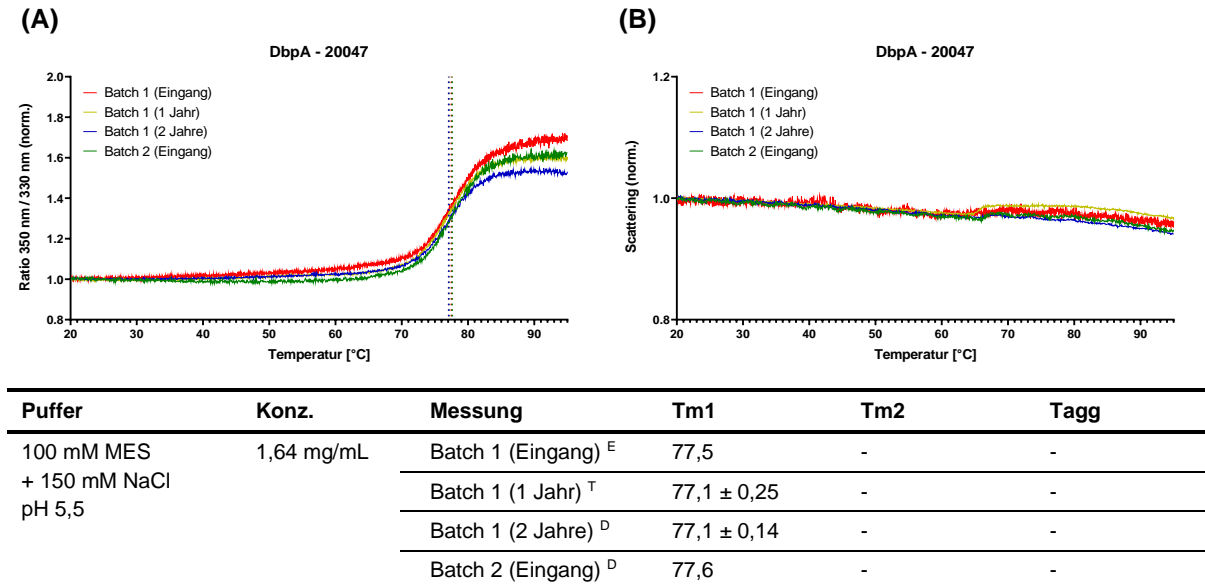 (A)
DbpA - 20047
Ratio 350 nm / 330 nm (norm.)
2.0
1.8
1.6
1.4
1.2
1.0
0.8
Batch 1 (Eingang)
Batch 1 (1 Jahr)
Batch 1 (2 Jahre)
Batch 2 (Eingang)
20 30 40 50 60 70 80 90
Temperatur [°C]
(B)
DbpA - 20047
Scattering (norm.)
1.2
1.0
0.8
Batch 1 (Eingang)
Batch 1 (1 Jahr)
Batch 1 (2 Jahre)
Batch 2 (Eingang)
20 30 40 50 60 70 80 90
Temperatur [°C]
Puffer Konz. Messung Tm1 Tm2 Tagg
100 mM MES 1,64 mg/mL Batch 1 (Eingang) E 77,5 - -
+ 150 mM NaCl
pH 5,5
Batch 1 (1 Jahr) T 77,1 ± 0,25 - -
Batch 1 (2 Jahre) D 77,1 ± 0,14 - -
Batch 2 (Eingang) D 77,6 - -